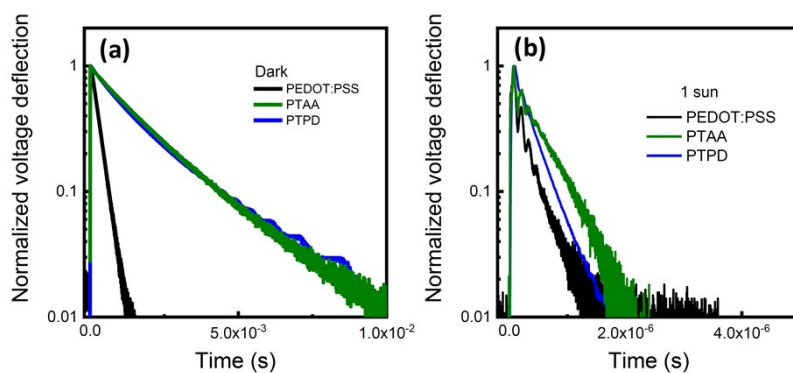 (a)
Dark
PEDOT:PSS
PTAA
PTPD
Normalized voltage deflection
1
0.1
0.01
0.0
5.0x10⁻³
1.0x10⁻²
Time (s)
(b)
1 sun
PEDOT:PSS
PTAA
PTPD
Normalized voltage deflection
1
0.1
0.01
0.0
2.0x10⁻⁶
4.0x10⁻⁶
Time (s)